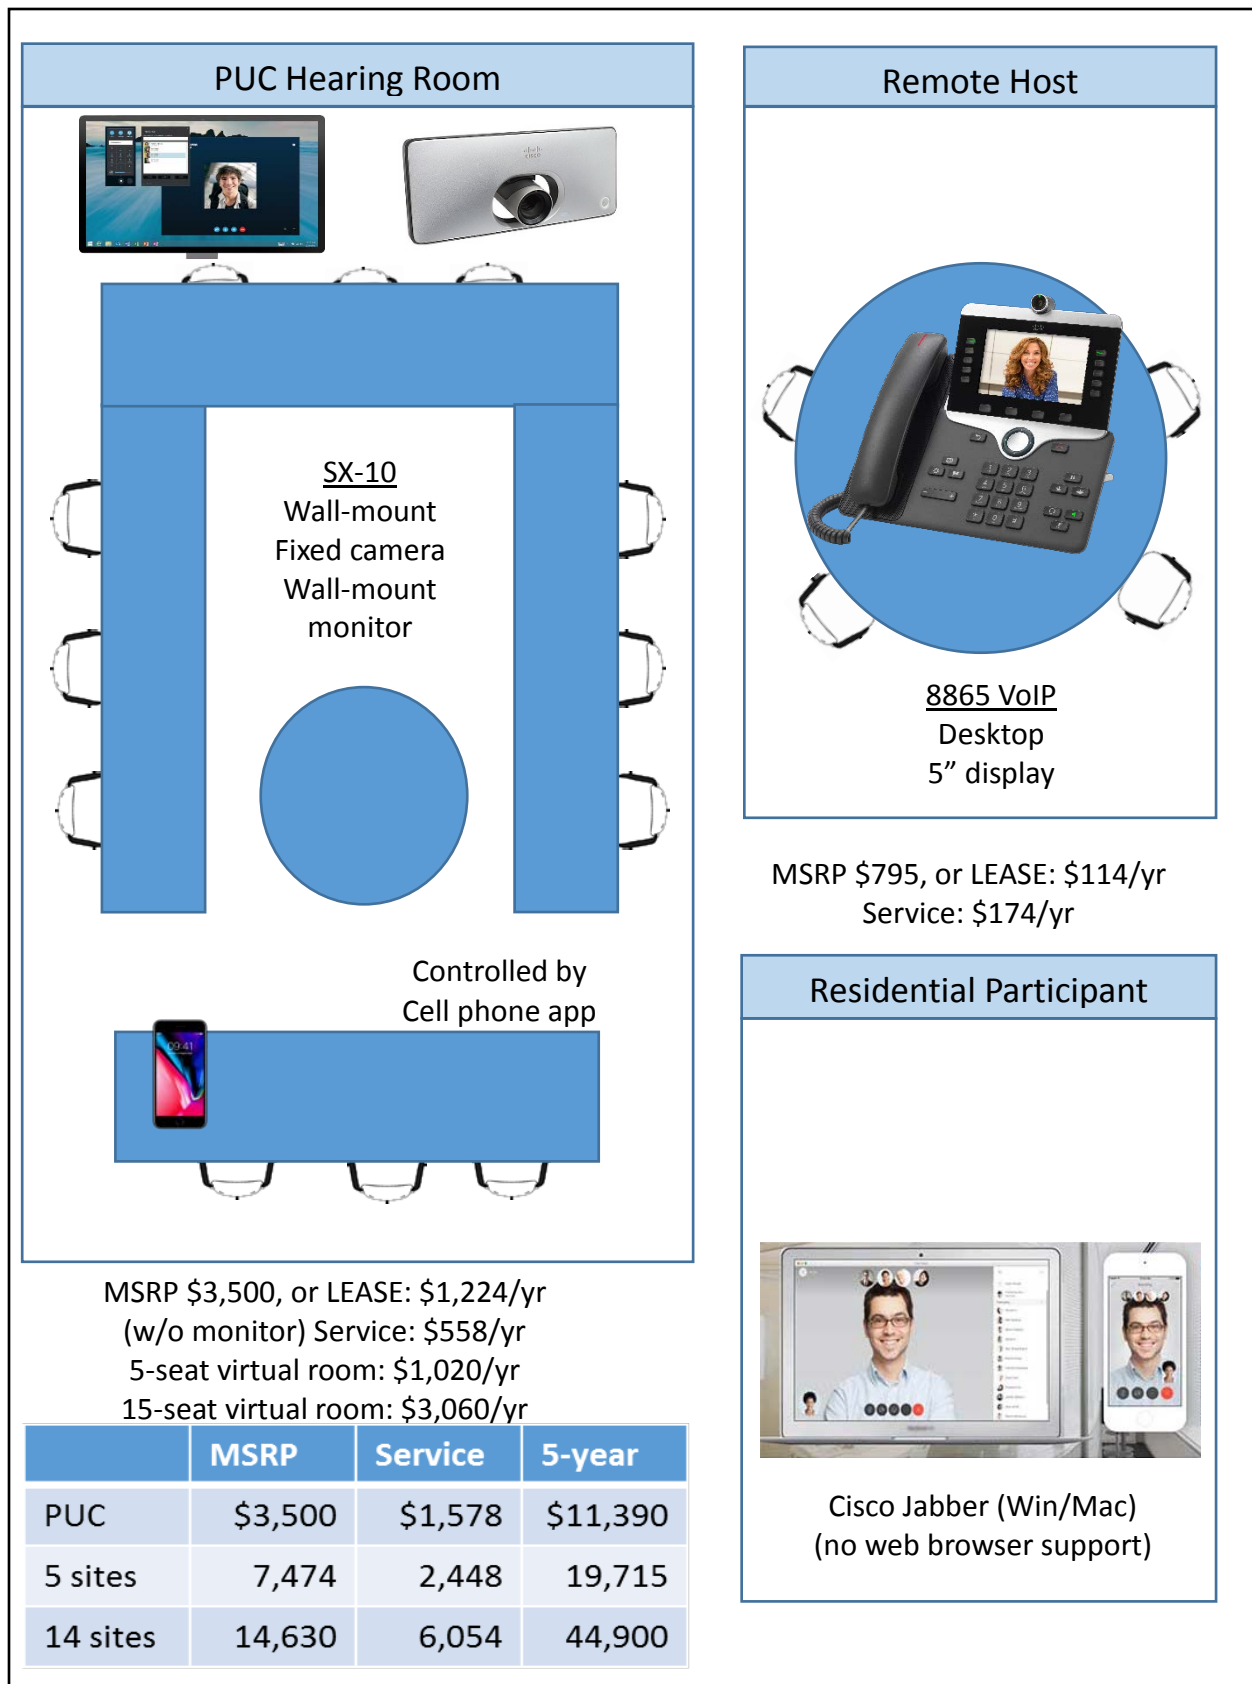 PUC Hearing Room
SX-10
Wall-mount
Fixed camera
Wall-mount
monitor
Controlled by
Cell phone app
09:41
MSRP $3,500, or LEASE: $1,224/yr
(w/o monitor) Service: $558/yr
5-seat virtual room: $1,020/yr
15-seat virtual room: $3,060/yr
MSRP Service 5-year
PUC $3,500 $1,578 $11,390
5 sites 7,474 2,448 19,715
14 sites 14,630 6,054 44,900
Remote Host
8865 VoIP
Desktop
5” display
MSRP $795, or LEASE: $114/yr
Service: $174/yr
Residential Participant
Cisco Jabber (Win/Mac)
(no web browser support)